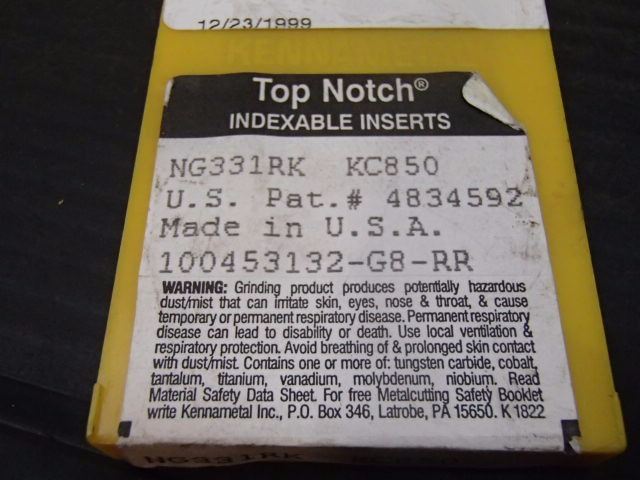 12/23/1999
KENNAMETAL
Top Notch®
INDEXABLE INSERTS
NG331RK KC850
U.S. Pat.# 4834592
Made in U.S.A.
100453132-G8-RR
WARNING: Grinding product produces potentially hazardous
dust/mist that can irritate skin, eyes, nose & throat, & cause
temporary or permanent respiratory disease. Permanent respiratory
disease can lead to disability or death. Use local ventilation &
respiratory protection. Avoid breathing of & prolonged skin contact
with dust/mist. Contains one or more of: tungsten carbide, cobalt,
tantalum, titanium, vanadium, molybdenum, niobium. Read
Material Safety Data Sheet. For free Metalcutting Safety Booklet
write Kennametal Inc., P.O. Box 346, Latrobe, PA 15650. K 1822
NG331RK KC850